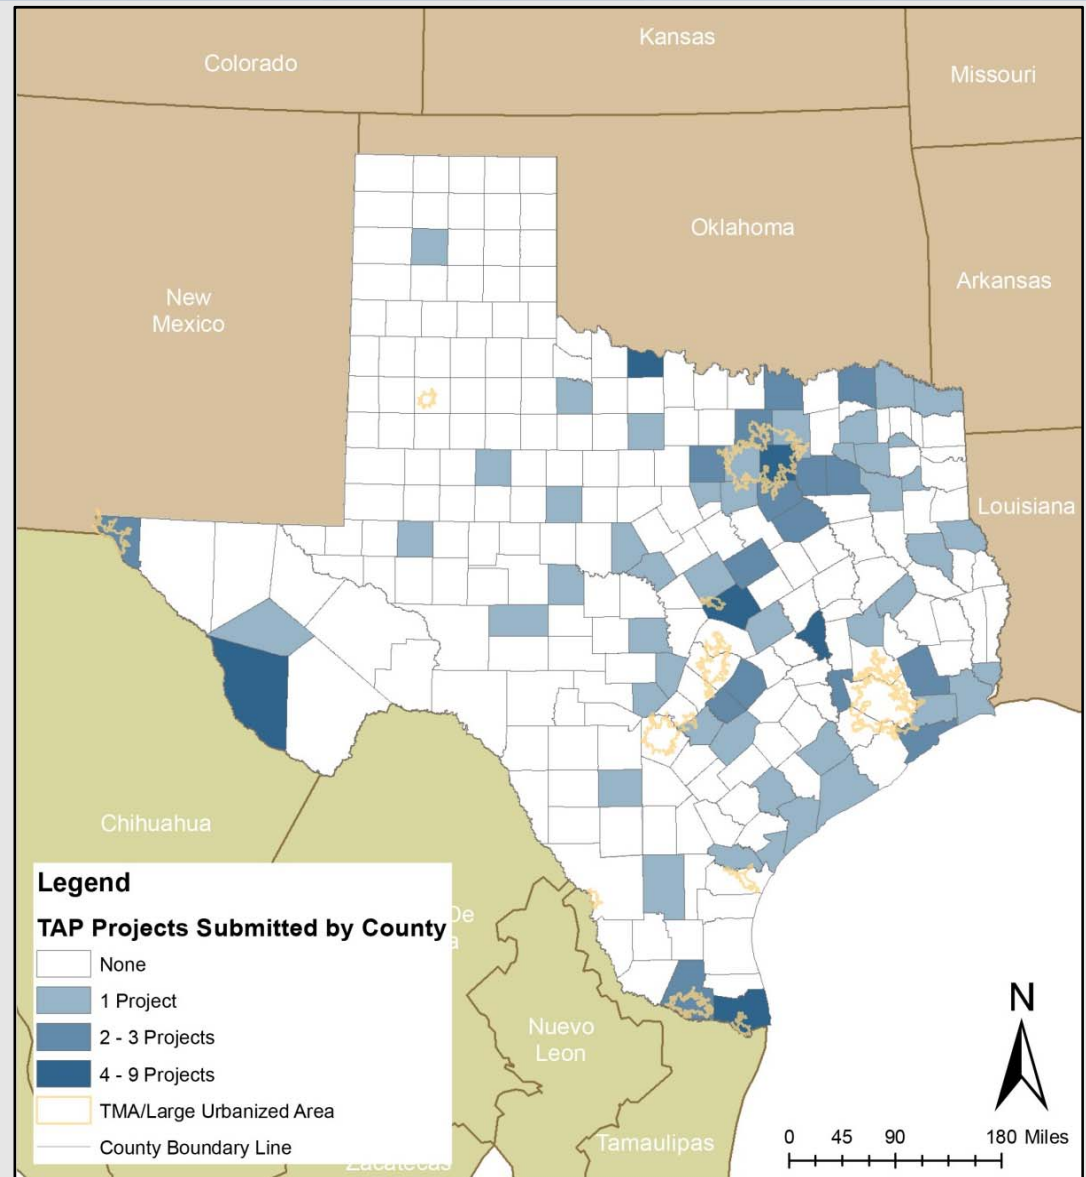 Kansas
Colorado
Missouri
Oklahoma
Arkansas
New
Mexico
Louisiana
Chihuahua
Legend
TAP Projects Submitted by County
De
a
None
1 Project
2 - 3 Projects
4 - 9 Projects
TMA/Large Urbanized Area
County Boundary Line
Nuevo
Leon
Tamaulipas
Zacatecas
N
0 45 90 180 Miles